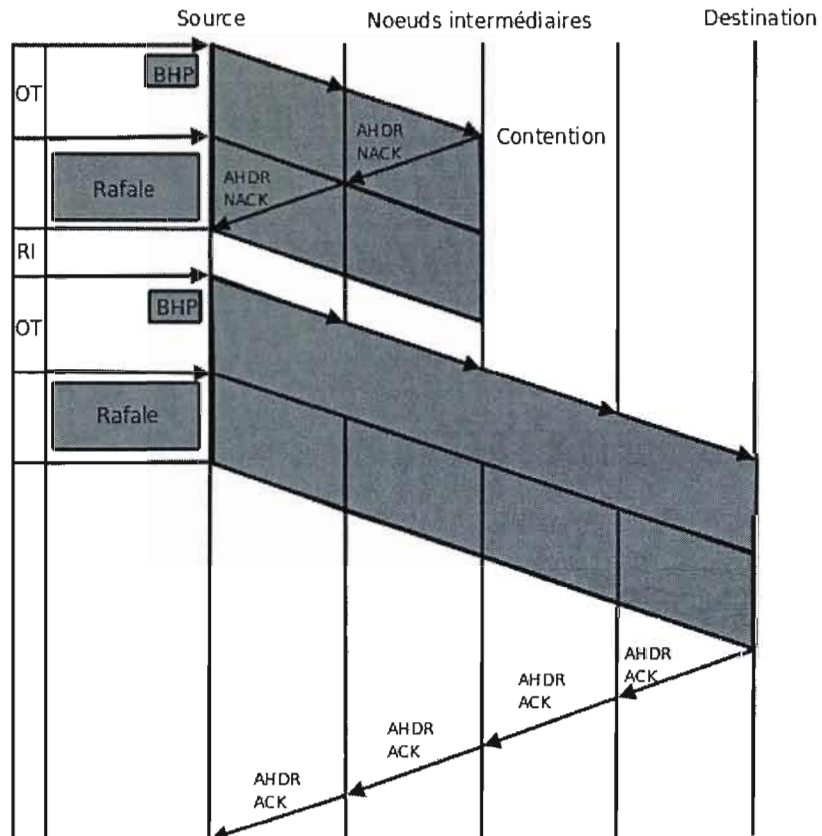 Source Noeuds intermédiaires Destination
BHP
OT
AHDR
NACK
Contention
AHDR
NACK
Rafale
RI
BHP
OT
Rafale
AHDR
ACK
AHDR
ACK
AHDR
ACK
AHDR
ACK